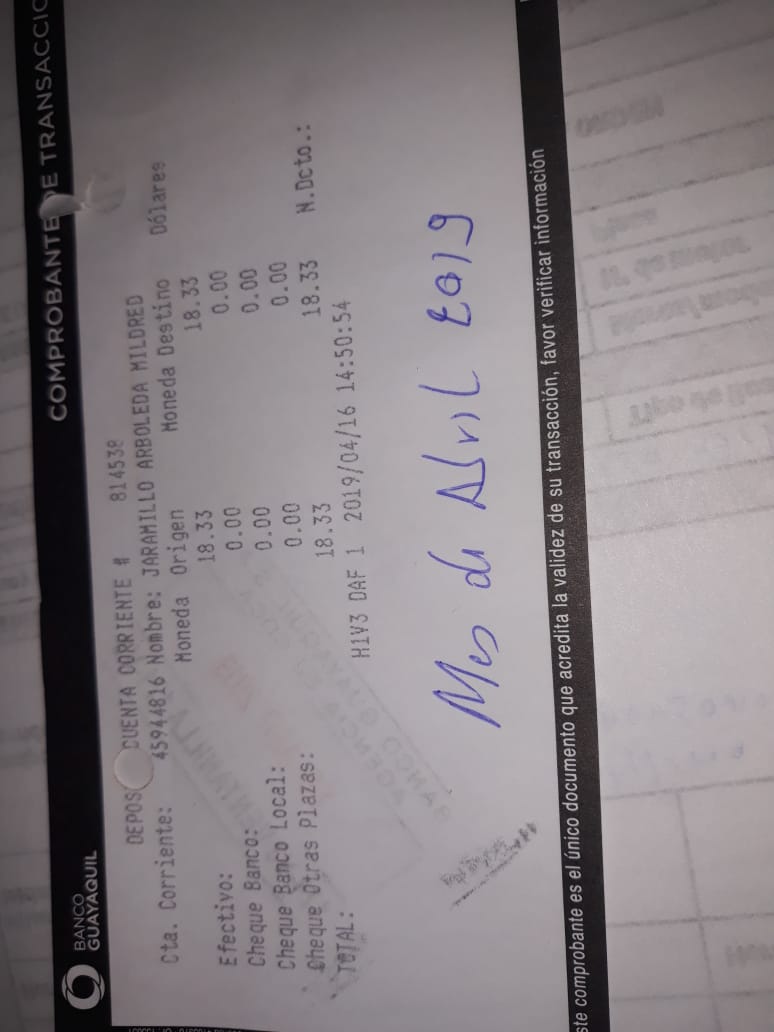 BANCO
GUAYAQUIL
COMPROBANTE DE TRANSACCIO
DEPOS CUENTA CORRIENTE # 814538
Cta. Corriente: 45944816 Nombre: JARAMILLO ARBOLEDA MILDRED
Moneda Origen Moneda Destino Dólares
Efectivo: 18.33 18.33
Cheque Banco: 0.00 0.00
Cheque Banco Local: 0.00 0.00
Cheque Otras Plazas: 0.00 0.00
TOTAL: 18.33 18.33 N.Dcto.:
H1V3 DAF 1 2019/04/16 14:50:54
Mes de Abril 2019
ste comprobante es el único documento que acredita la validez de su transacción, favor verificar información